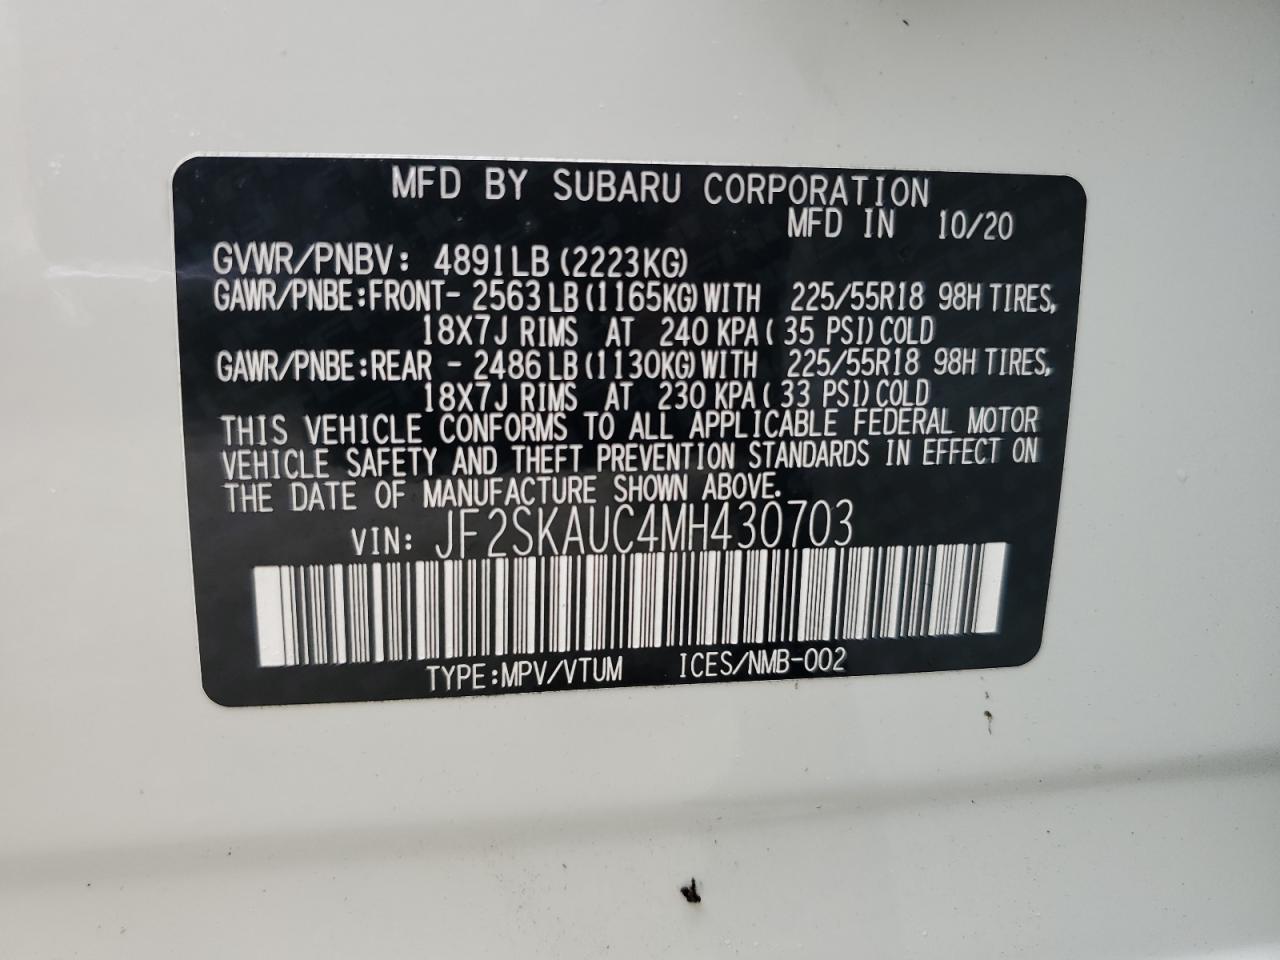 MFD BY SUBARU CORPORATION
MFD IN 10/20
GVWR/PNBV: 4891LB (2223KG)
GAWR/PNBE:FRONT- 2563LB (1165KG) WITH 225/55R18 98H TIRES,
18X7J RIMS AT 240 KPA ( 35 PSI) COLD
GAWR/PNBE:REAR - 2486LB (1130KG) WITH 225/55R18 98H TIRES,
18X7J RIMS AT 230 KPA ( 33 PSI) COLD
THIS VEHICLE CONFORMS TO ALL APPLICABLE FEDERAL MOTOR
VEHICLE SAFETY AND THEFT PREVENTION STANDARDS IN EFFECT ON
THE DATE OF MANUFACTURE SHOWN ABOVE.
VIN: JF2SKAUC4MH430703
TYPE:MPV/VTUM ICES/NMB-002